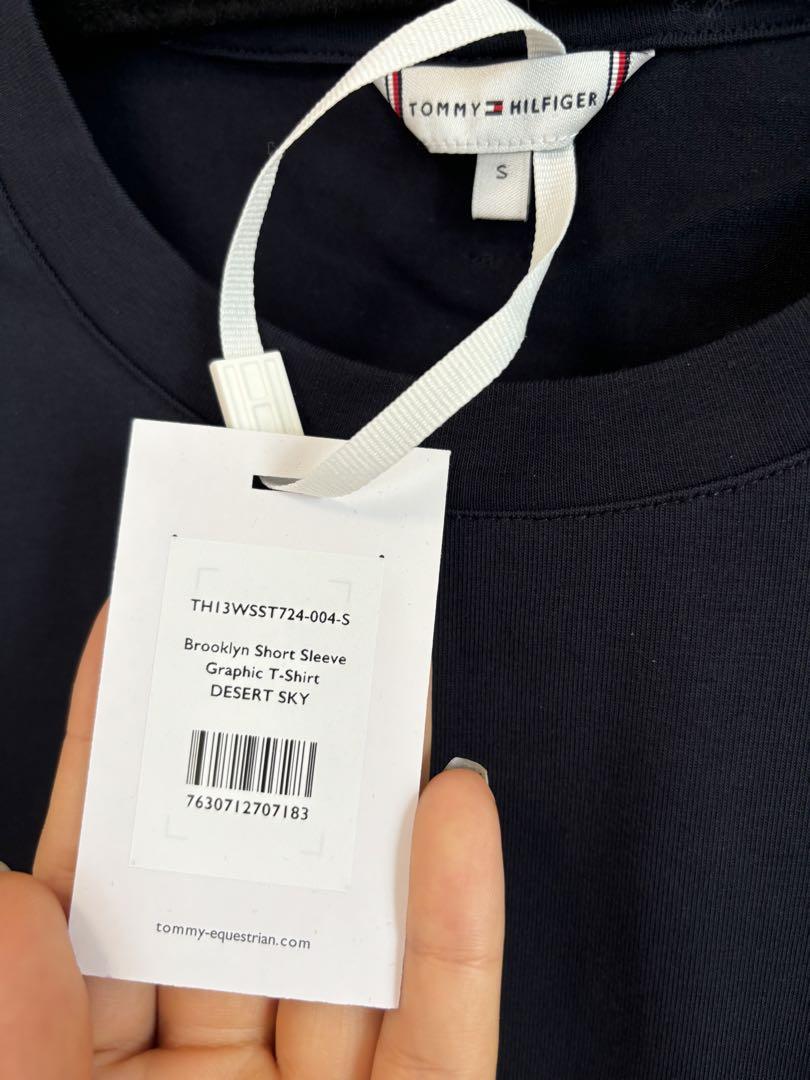 TOMMY HILFIGER
S
TH13WSST724-004-S
Brooklyn Short Sleeve
Graphic T-Shirt
DESERT SKY
7630712707183
tommy-equestrian.com